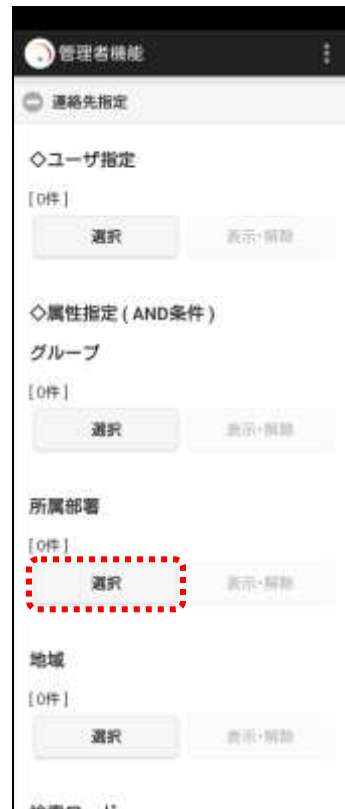 管理者機能
連絡先指定
◇ユーザ指定
[0件]
選択 表示・解除
◇属性指定 ( AND条件 )
グループ
[0件]
選択 表示・解除
所属部署
[0件]
選択 表示・解除
地域
[0件]
選択 表示・解除